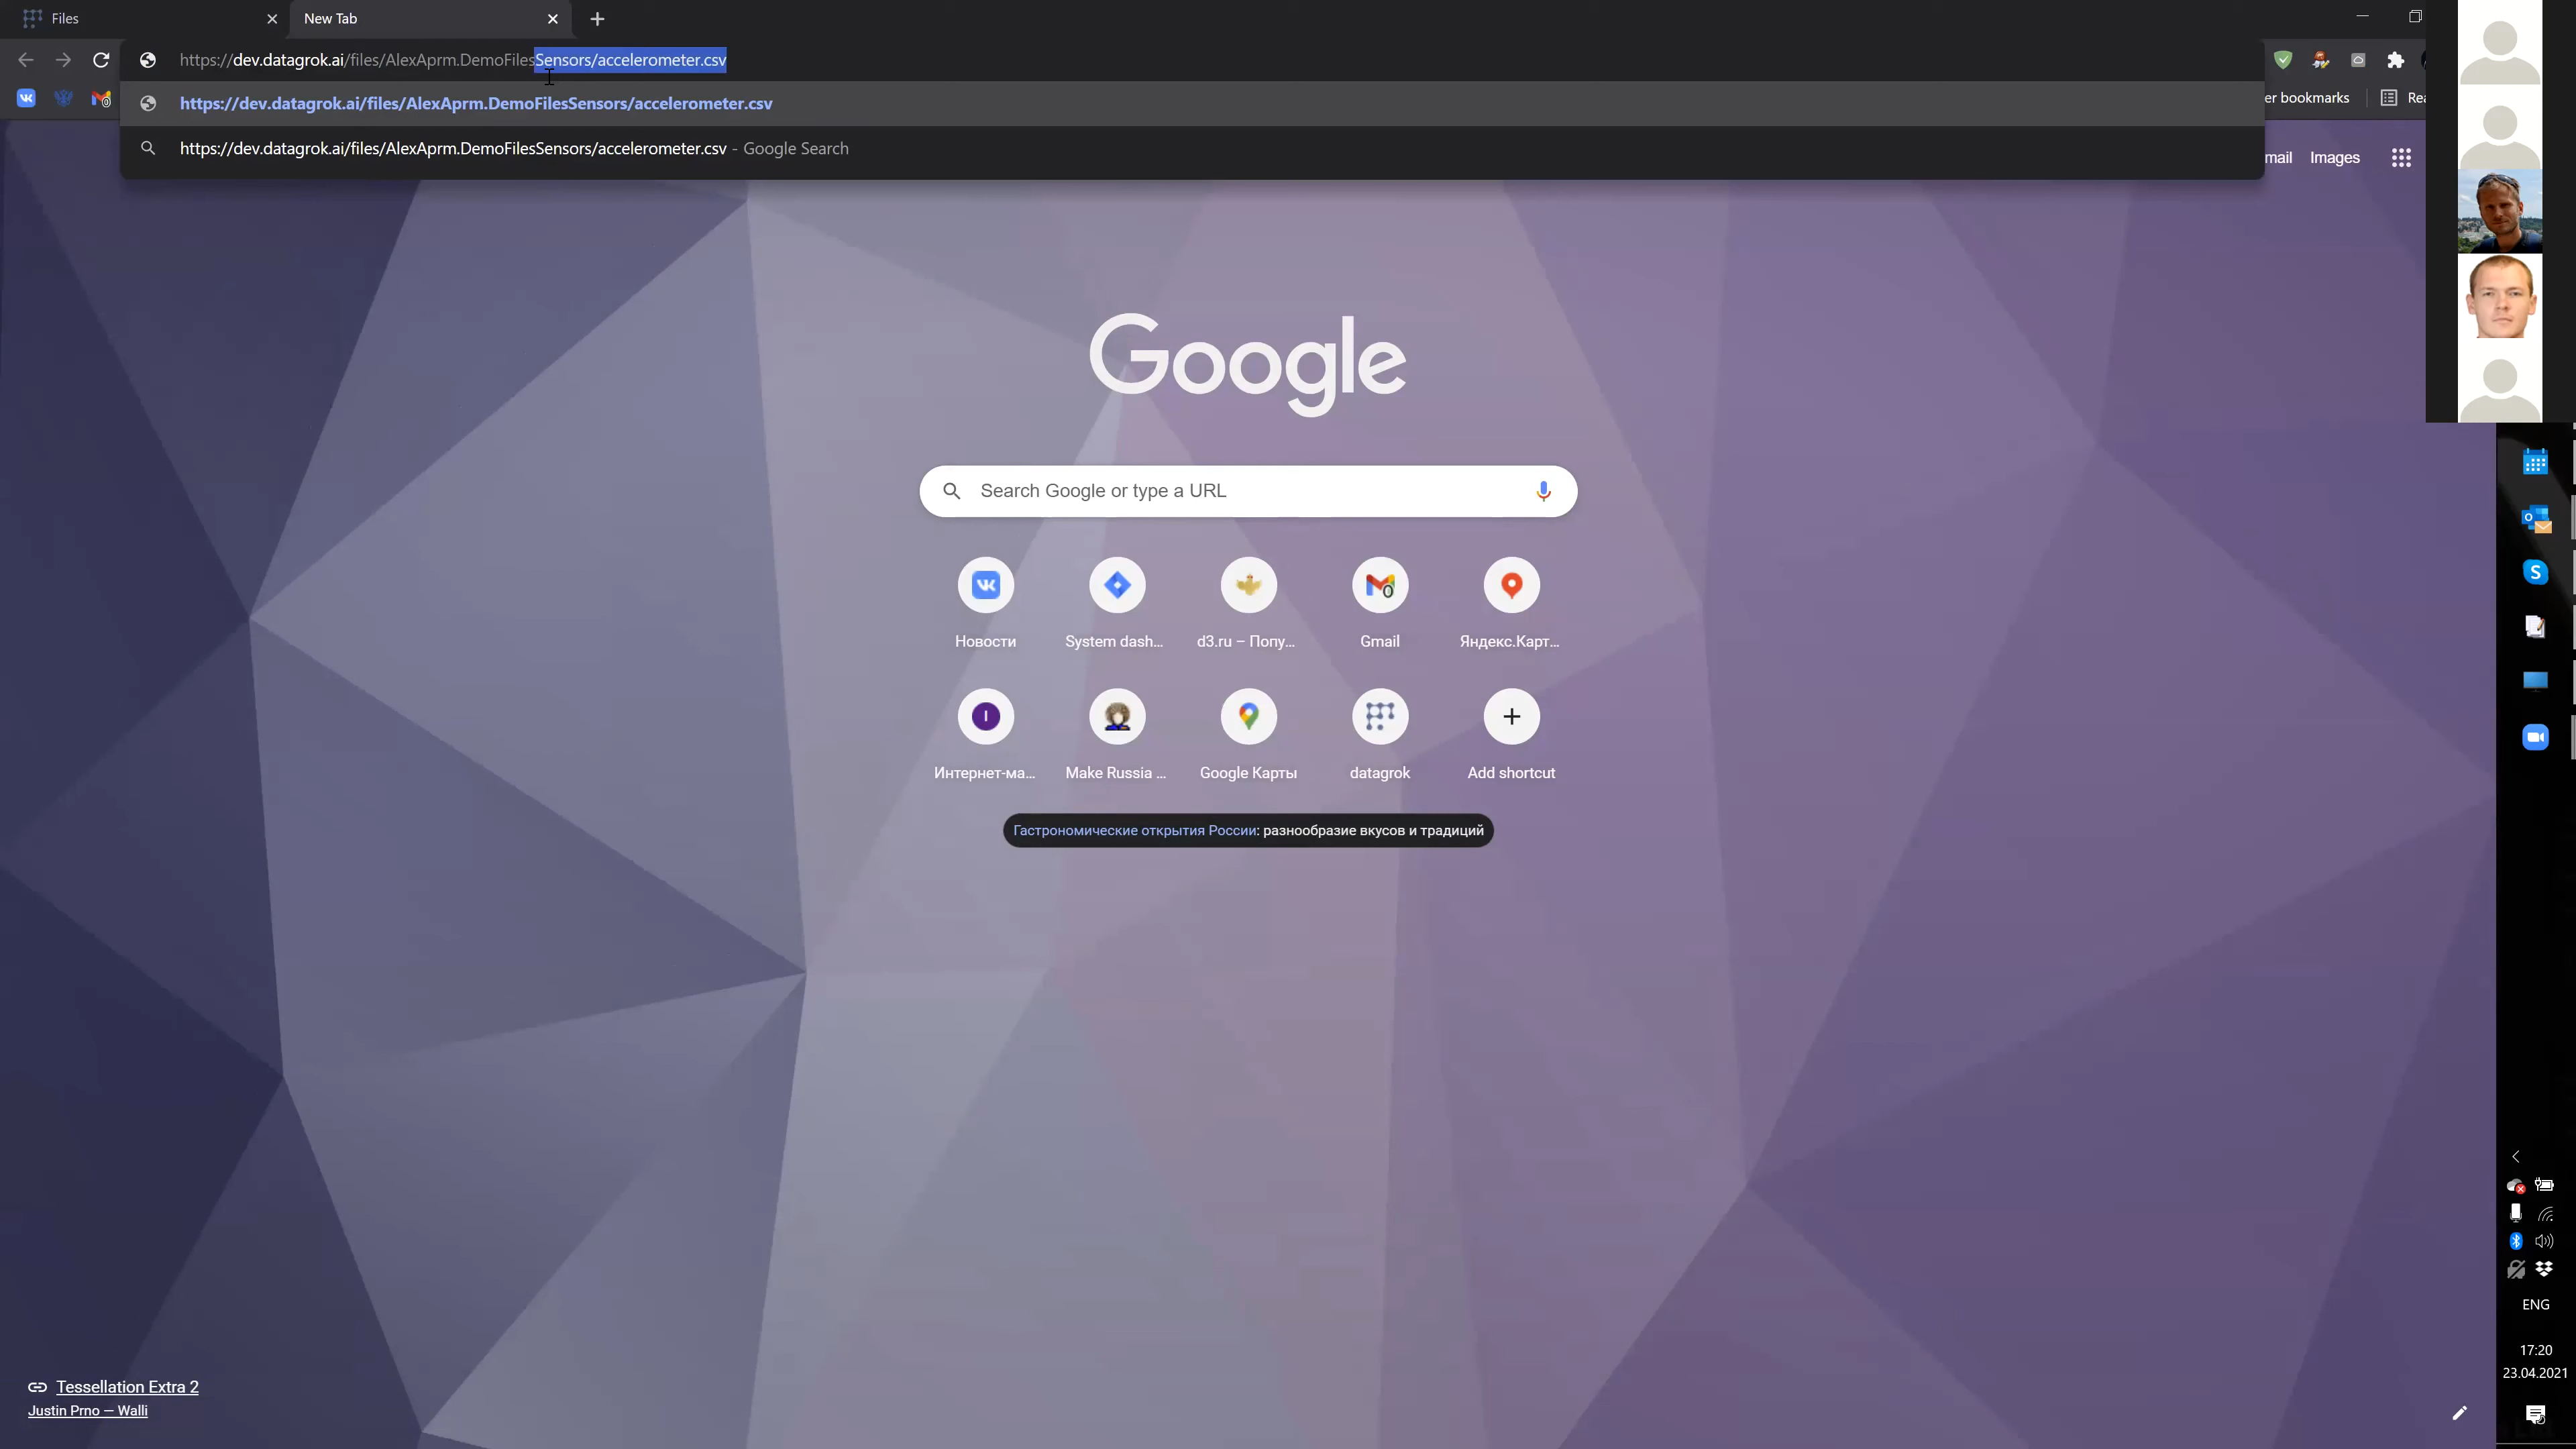 Files
New Tab
https://dev.datagrok.ai/files/AlexAprm.DemoFilesSensors/accelerometer.csv
https://dev.datagrok.ai/files/AlexAprm.DemoFilesSensors/accelerometer.csv
er bookmarks
Rea
https://dev.datagrok.ai/files/AlexAprm.DemoFilesSensors/accelerometer.csv - Google Search
mail
Images
Google
Search Google or type a URL
Новости
System dash...
d3.ru – Попу...
Gmail
Яндекс.Карт...
Интернет-ма...
Make Russia ...
Google Карты
datagrok
Add shortcut
Гастрономические открытия России: разнообразие вкусов и традиций
ENG
17:20
23.04.2021
Tessellation Extra 2
Justin Prno — Walli